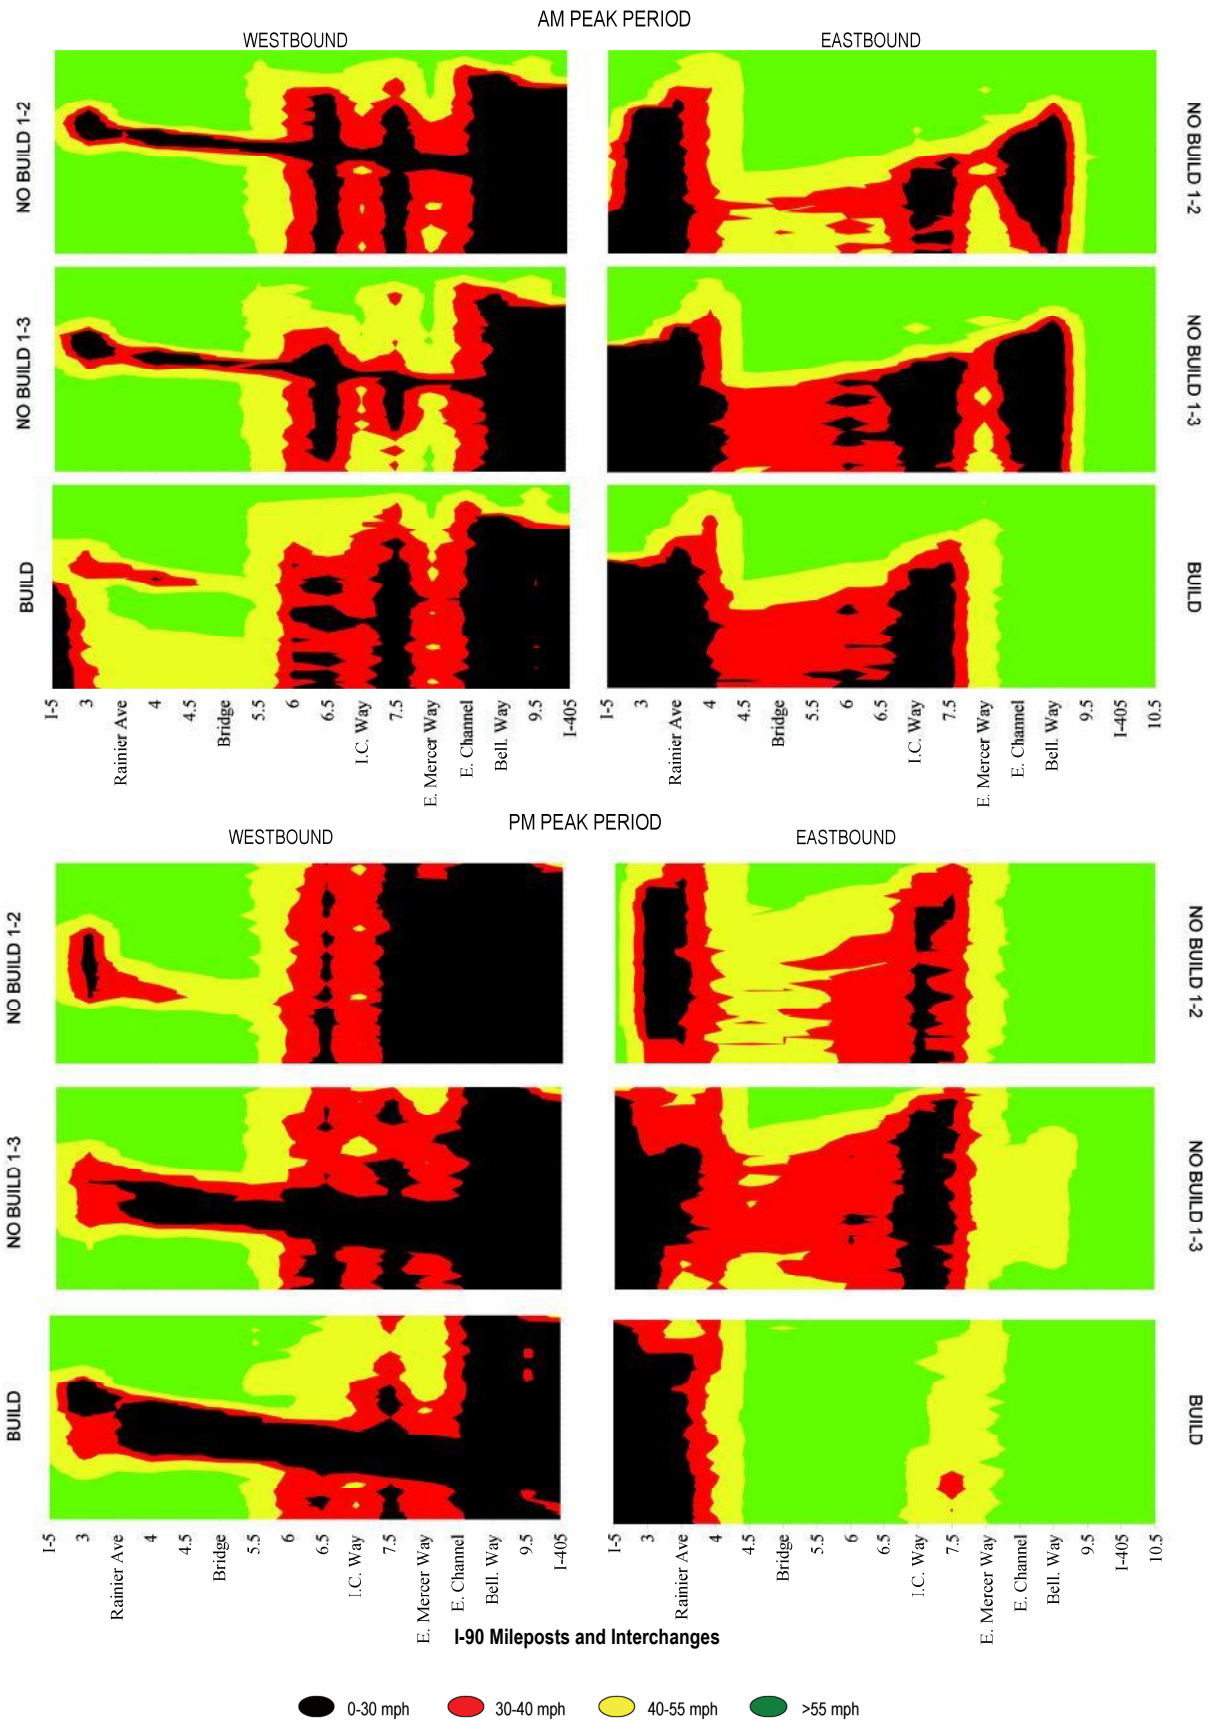 AM PEAK PERIOD
WESTBOUND
EASTBOUND
NO BUILD 1-2
NO BUILD 1-2
NO BUILD 1-3
NO BUILD 1-3
BUILD
BUILD
I-5
3
Rainier Ave
4
4.5
Bridge
5.5
6
6.5
I.C. Way
7.5
E. Mercer Way
E. Channel
Bell. Way
9.5
I-405
I-5
3
Rainier Ave
4
4.5
Bridge
5.5
6
6.5
I.C. Way
7.5
E. Mercer Way
E. Channel
Bell. Way
9.5
I-405
10.5
PM PEAK PERIOD
WESTBOUND
EASTBOUND
NO BUILD 1-2
NO BUILD 1-2
NO BUILD 1-3
NO BUILD 1-3
BUILD
BUILD
I-5
3
Rainier Ave
4
4.5
Bridge
5.5
6
6.5
I.C. Way
7.5
E. Mercer Way
E. Channel
Bell. Way
9.5
I-405
I-5
3
Rainier Ave
4
4.5
Bridge
5.5
6
6.5
I.C. Way
7.5
E. Mercer Way
E. Channel
Bell. Way
9.5
I-405
10.5
I-90 Mileposts and Interchanges
0-30 mph
30-40 mph
40-55 mph
>55 mph